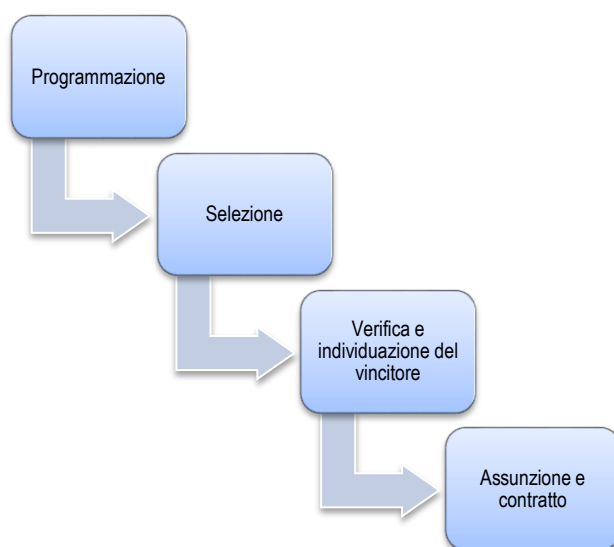 Programmazione
Selezione
Verifica e
individuazione del
vincitore
Assunzione e
contratto